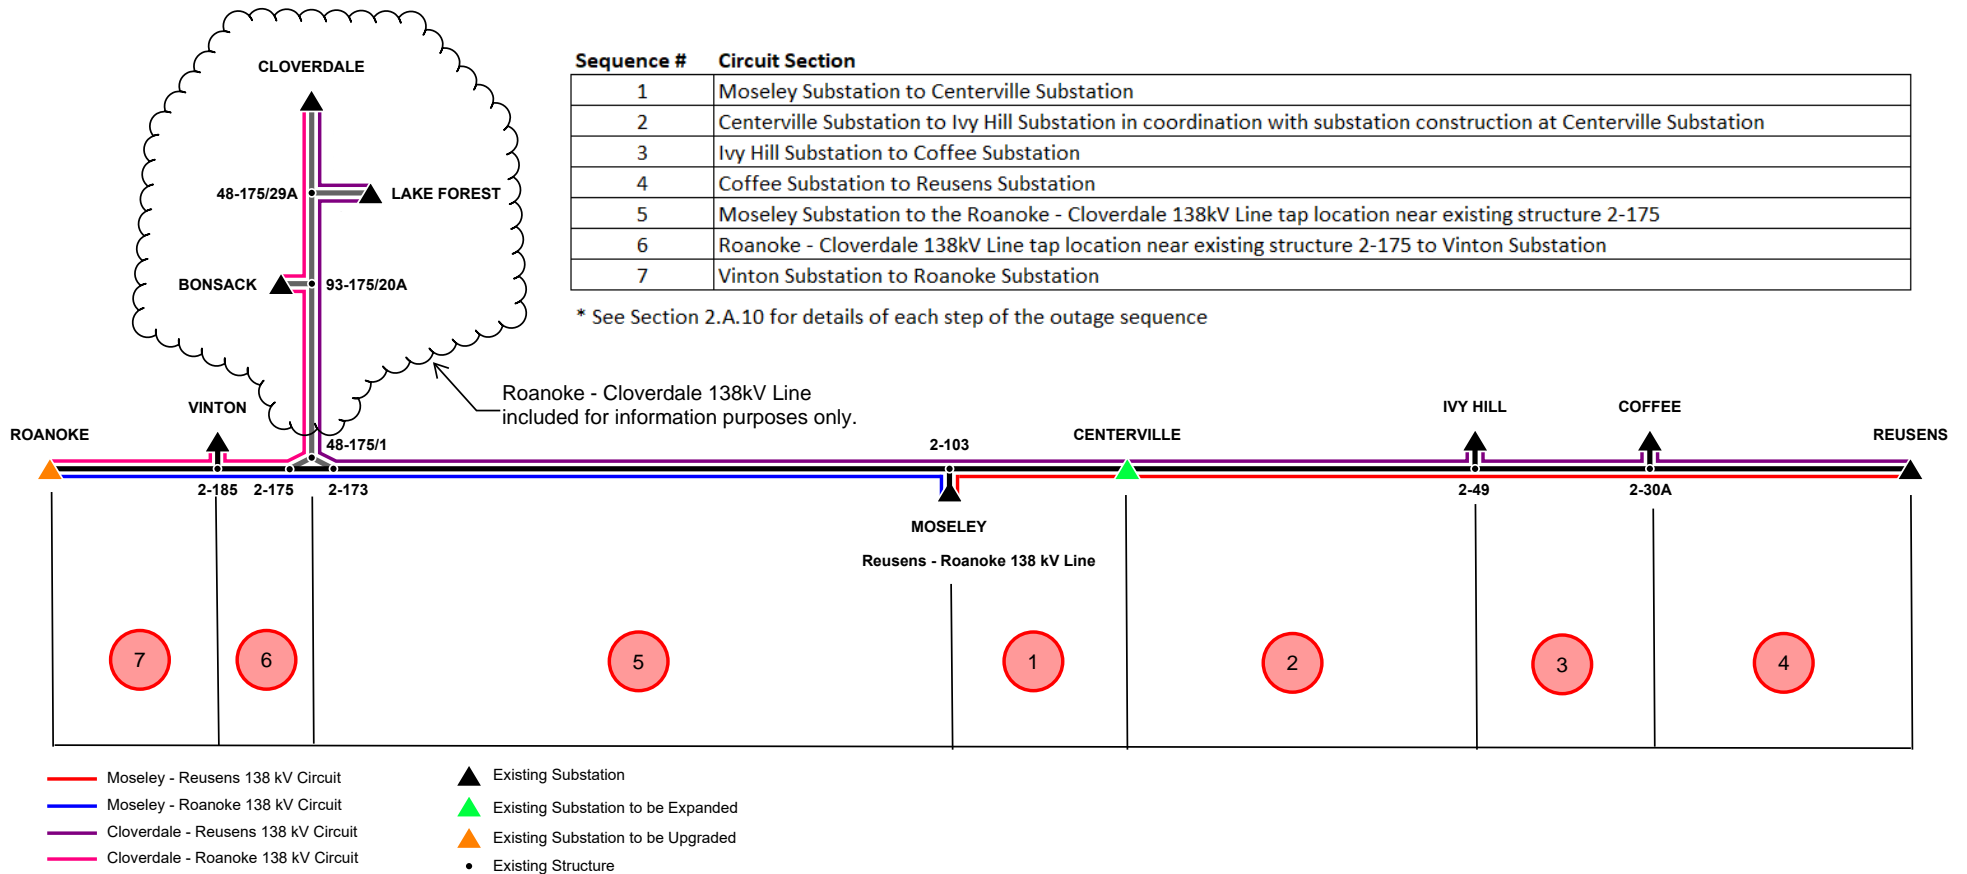 CLOVERDALE
48-175/29A
LAKE FOREST
BONSACK
93-175/20A
Sequence # Circuit Section
1 Moseley Substation to Centerville Substation
2 Centerville Substation to Ivy Hill Substation in coordination with substation construction at Centerville Substation
3 Ivy Hill Substation to Coffee Substation
4 Coffee Substation to Reusens Substation
5 Moseley Substation to the Roanoke - Cloverdale 138kV Line tap location near existing structure 2-175
6 Roanoke - Cloverdale 138kV Line tap location near existing structure 2-175 to Vinton Substation
7 Vinton Substation to Roanoke Substation
* See Section 2.A.10 for details of each step of the outage sequence
Roanoke - Cloverdale 138kV Line
included for information purposes only.
VINTON
IVY HILL
COFFEE
ROANOKE
48-175/1
2-103
CENTERVILLE
REUSENS
2-185
2-175
2-173
2-49
2-30A
MOSELEY
Reusens - Roanoke 138 kV Line
7
6
5
1
2
3
4
Moseley - Reusens 138 kV Circuit
Moseley - Roanoke 138 kV Circuit
Cloverdale - Reusens 138 kV Circuit
Cloverdale - Roanoke 138 kV Circuit
Existing Substation
Existing Substation to be Expanded
Existing Substation to be Upgraded
Existing Structure